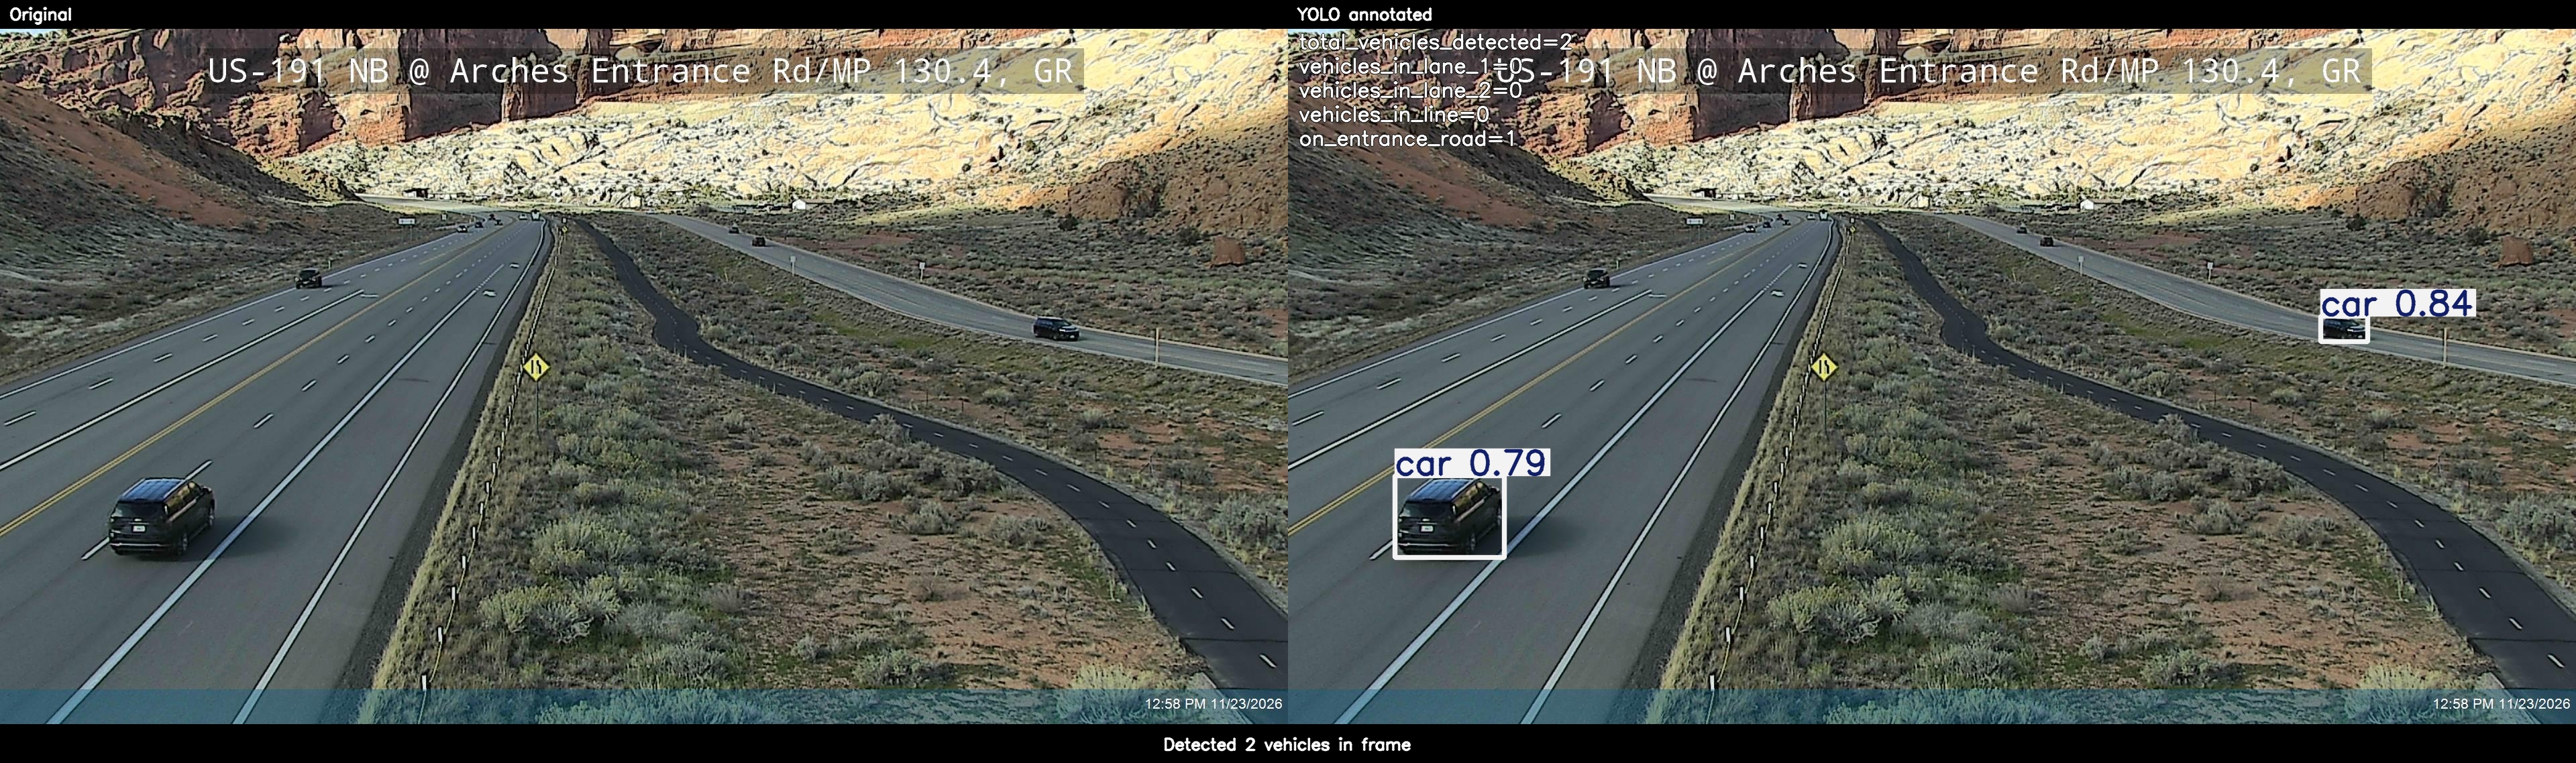 Original
US-191 NB @ Arches Entrance Rd/MP 130.4, GR
12:58 PM 11/23/2026
YOLO annotated
total_vehicles_detected=2
vehicles_in_lane_1=0
US-191 NB @ Arches Entrance Rd/MP 130.4, GR
vehicles_in_lane_2=0
vehicles_in_line=0
on_entrance_road=1
car 0.84
car 0.79
12:58 PM 11/23/2026
Detected 2 vehicles in frame